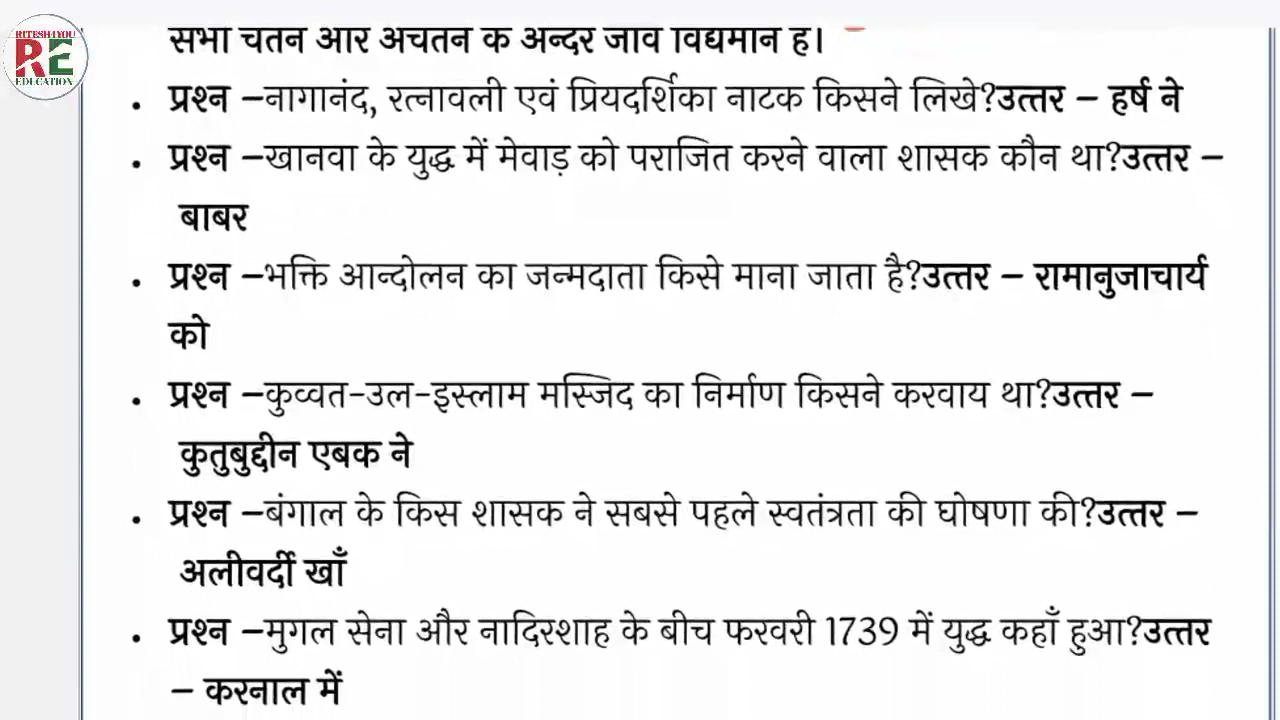 RITESH4YOU
RE
EDUCATION
सभी चेतन और अचेतन के अन्दर जीव विद्यमान है।
• प्रश्न –नागानंद, रत्नावली एवं प्रियदर्शिका नाटक किसने लिखे?उत्तर – हर्ष ने
• प्रश्न –खानवा के युद्ध में मेवाड़ को पराजित करने वाला शासक कौन था?उत्तर –
बाबर
• प्रश्न –भक्ति आन्दोलन का जन्मदाता किसे माना जाता है?उत्तर – रामानुजाचार्य
को
• प्रश्न –कुव्वत-उल-इस्लाम मस्जिद का निर्माण किसने करवाय था?उत्तर –
कुतुबुद्दीन एबक ने
• प्रश्न –बंगाल के किस शासक ने सबसे पहले स्वतंत्रता की घोषणा की?उत्तर –
अलीवर्दी खाँ
• प्रश्न –मुगल सेना और नादिरशाह के बीच फरवरी 1739 में युद्ध कहाँ हुआ?उत्तर
– करनाल में